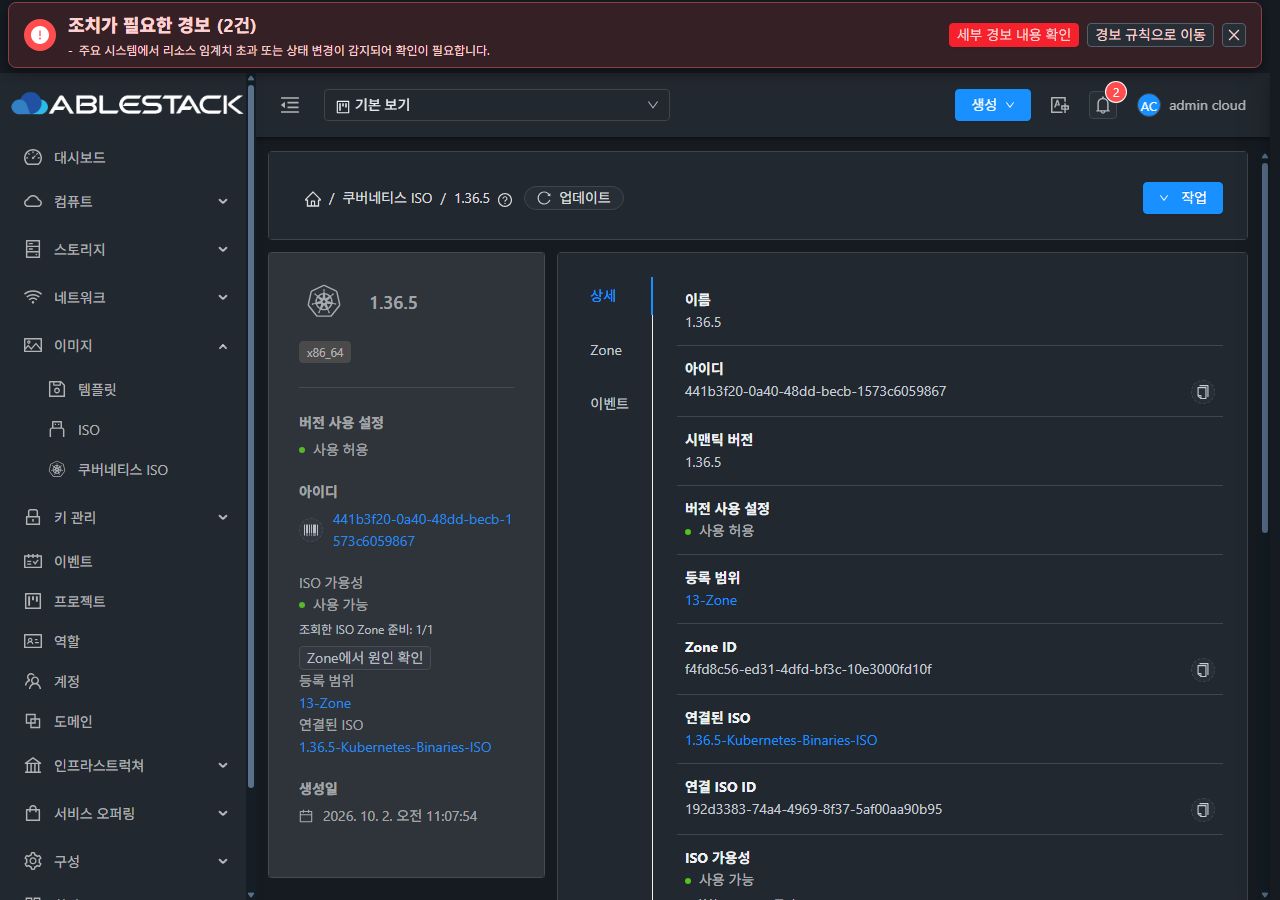 조치가 필요한 경보 (2건)
- 주요 시스템에서 리소스 임계치 초과 또는 상태 변경이 감지되어 확인이 필요합니다.
세부 경보 내용 확인
경보 규칙으로 이동
ABLESTACK
기본 보기
생성
2
AC
admin cloud
대시보드
컴퓨트
스토리지
네트워크
이미지
템플릿
ISO
쿠버네티스 ISO
키 관리
이벤트
프로젝트
역할
계정
도메인
인프라스트럭쳐
서비스 오퍼링
구성
/ 쿠버네티스 ISO / 1.36.5
업데이트
작업
1.36.5
x86_64
버전 사용 설정
사용 허용
아이디
441b3f20-0a40-48dd-becb-1
573c6059867
ISO 가용성
사용 가능
조회한 ISO Zone 준비: 1/1
Zone에서 원인 확인
등록 범위
13-Zone
연결된 ISO
1.36.5-Kubernetes-Binaries-ISO
생성일
2026. 10. 2. 오전 11:07:54
상세
Zone
이벤트
이름
1.36.5
아이디
441b3f20-0a40-48dd-becb-1573c6059867
시맨틱 버전
1.36.5
버전 사용 설정
사용 허용
등록 범위
13-Zone
Zone ID
f4fd8c56-ed31-4dfd-bf3c-10e3000fd10f
연결된 ISO
1.36.5-Kubernetes-Binaries-ISO
연결 ISO ID
192d3383-74a4-4969-8f37-5af00aa90b95
ISO 가용성
사용 가능